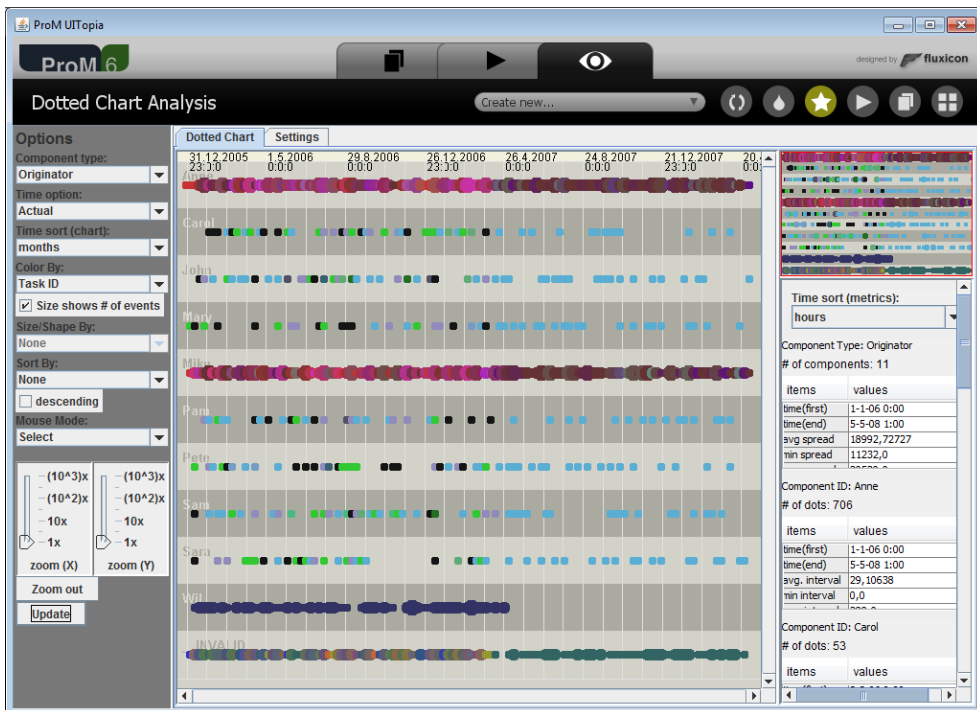 ProM UITopia
ProM 6
designed by fluxicon
Dotted Chart Analysis
Create new...
Options
Component type:
Originator
Time option:
Actual
Time sort (chart):
months
Color By:
Task ID
Size shows # of events
Size/Shape By:
None
Sort By:
None
descending
Mouse Mode:
Select
(10^3)x
(10^2)x
10x
1x
zoom (X)
(10^3)x
(10^2)x
10x
1x
zoom (Y)
Zoom out
Update
Dotted Chart
Settings
31.12.2005 1.5.2006 29.8.2006 26.12.2006 26.4.2007 24.8.2007 21.12.2007 20.
23:0:0 0:0:0 0:0:0 23:0:0 0:0:0 0:0:0 23:0:0 0:0:
Anne
Carol
John
Mary
Mike
Pam
Pete
Sam
Sara
Wil
INVALID
Time sort (metrics):
hours
Component Type: Originator
# of components: 11
items values
time(first) 1-1-06 0:00
time(end) 5-5-08 1:00
avg spread 18992,72727
min spread 11232,0
Component ID: Anne
# of dots: 706
items values
time(first) 1-1-06 0:00
time(end) 5-5-08 1:00
avg. interval 29,10638
min interval 0,0
Component ID: Carol
# of dots: 53
items values